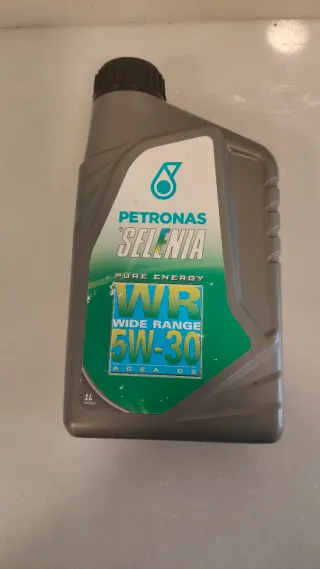 PETRONAS
SELENIA
PURE ENERGY
WR
WIDE RANGE
5W-30
ACEA C2
1L